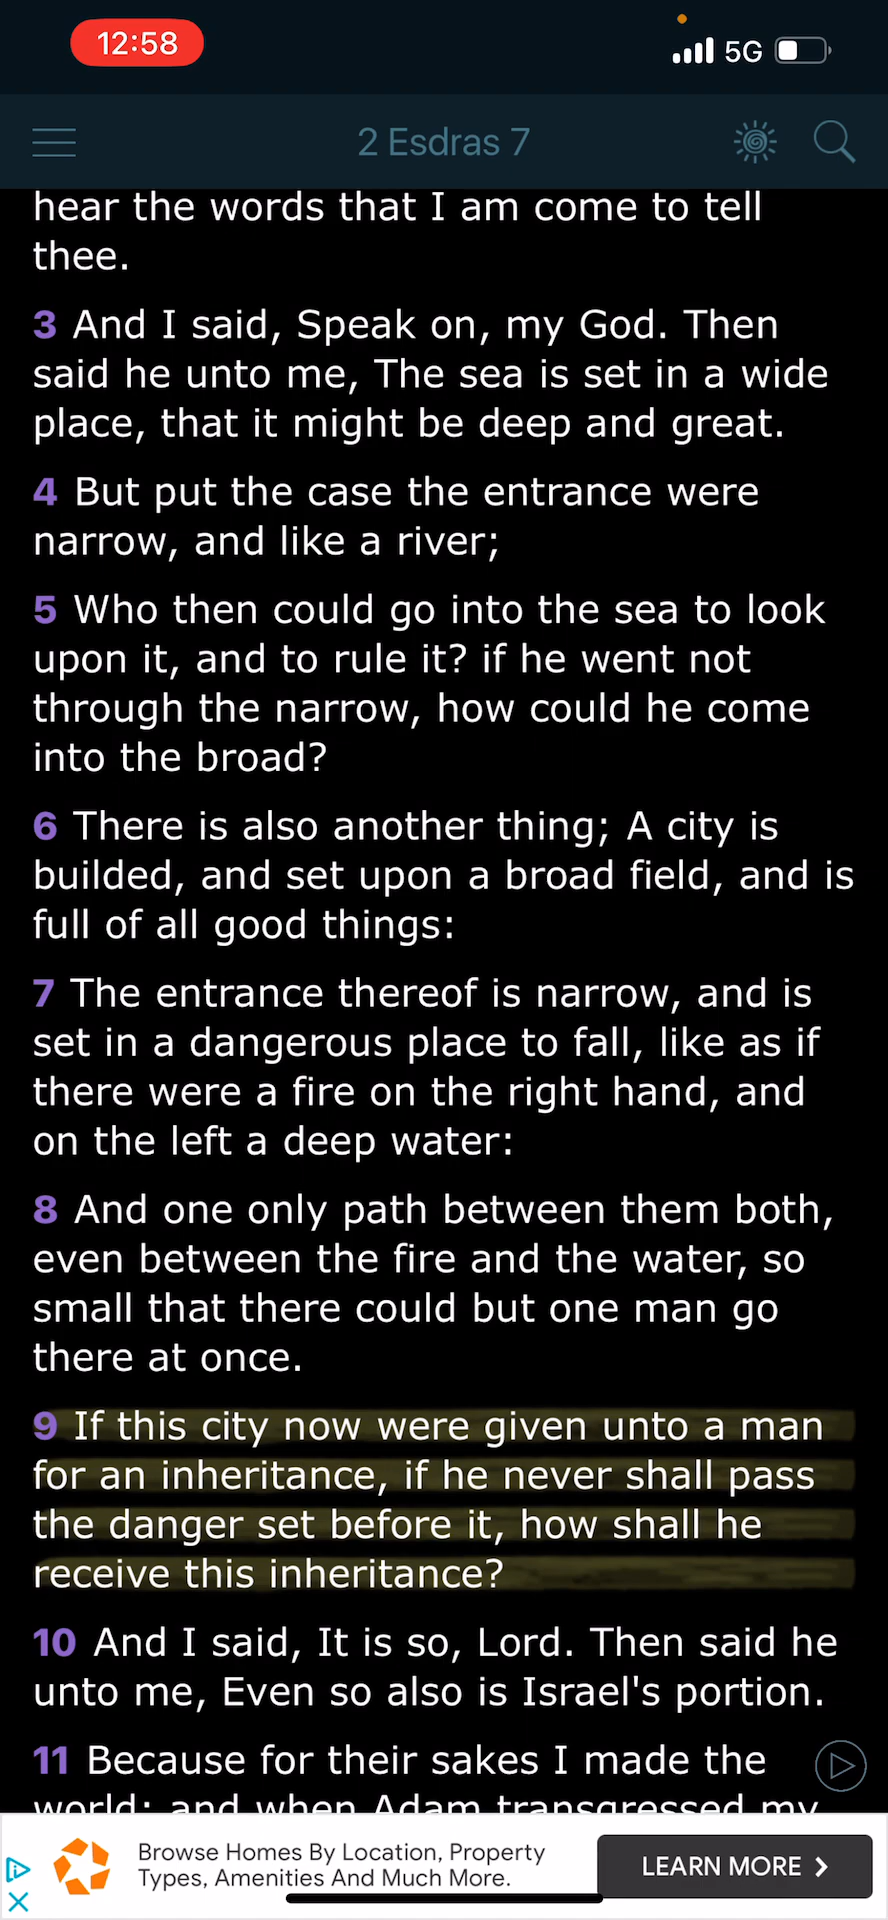 12:58
5G
2 Esdras 7
hear the words that I am come to tell
thee.
3 And I said, Speak on, my God. Then
said he unto me, The sea is set in a wide
place, that it might be deep and great.
4 But put the case the entrance were
narrow, and like a river;
5 Who then could go into the sea to look
upon it, and to rule it? if he went not
through the narrow, how could he come
into the broad?
6 There is also another thing; A city is
builded, and set upon a broad field, and is
full of all good things:
7 The entrance thereof is narrow, and is
set in a dangerous place to fall, like as if
there were a fire on the right hand, and
on the left a deep water:
8 And one only path between them both,
even between the fire and the water, so
small that there could but one man go
there at once.
9 If this city now were given unto a man
for an inheritance, if he never shall pass
the danger set before it, how shall he
receive this inheritance?
10 And I said, It is so, Lord. Then said he
unto me, Even so also is Israel's portion.
11 Because for their sakes I made the
world: and when Adam transgressed my
Browse Homes By Location, Property
Types, Amenities And Much More.
LEARN MORE